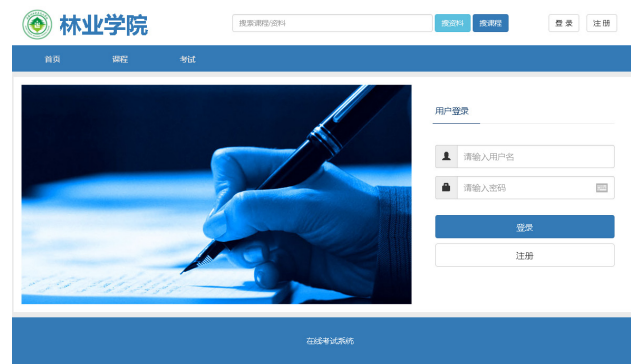 林业学院
搜索课程/资料
搜资料
搜课程
登 录
注 册
首页
课程
考试
用户登录
请输入用户名
请输入密码
登录
注册
在线考试系统